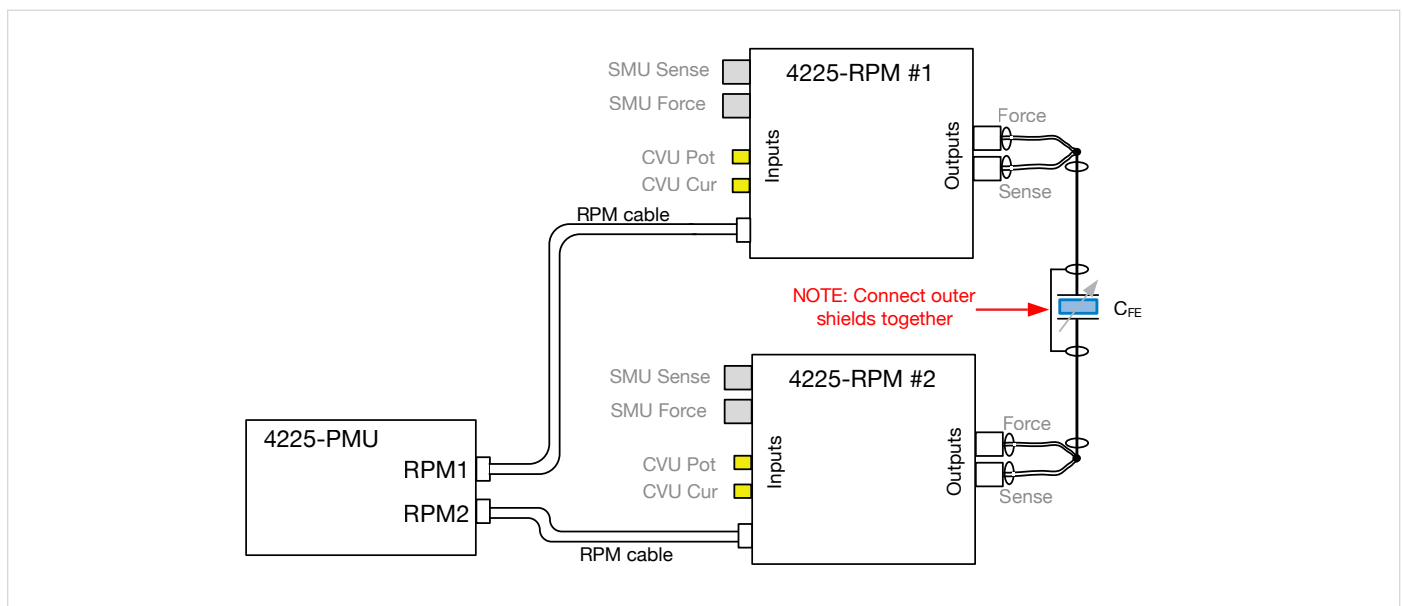 SMU Sense
SMU Force
CVU Pot
CVU Cur
Inputs
4225-RPM #1
Outputs
Force
Sense
RPM cable
NOTE: Connect outer
shields together
CFE
SMU Sense
SMU Force
CVU Pot
CVU Cur
Inputs
4225-RPM #2
Outputs
Force
Sense
4225-PMU
RPM1
RPM2
RPM cable